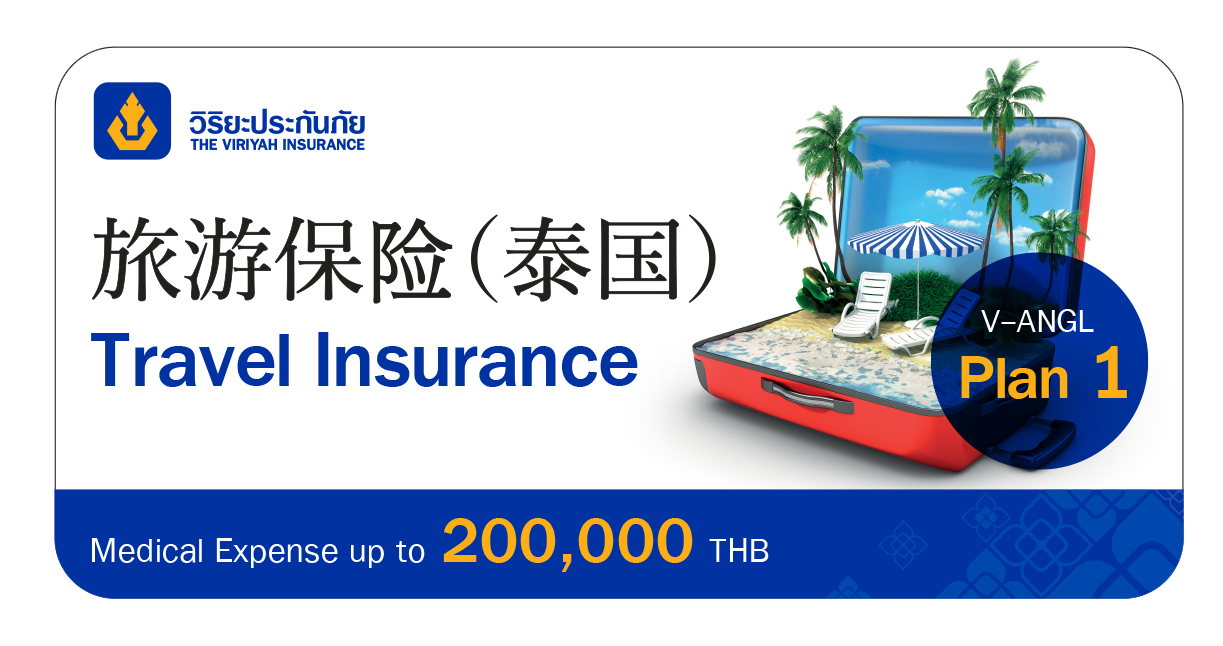 วิริยะประกันภัย
THE VIRIYAH INSURANCE
旅游保险（泰国）
Travel Insurance
V-ANGL
Plan 1
Medical Expense up to 200,000 THB